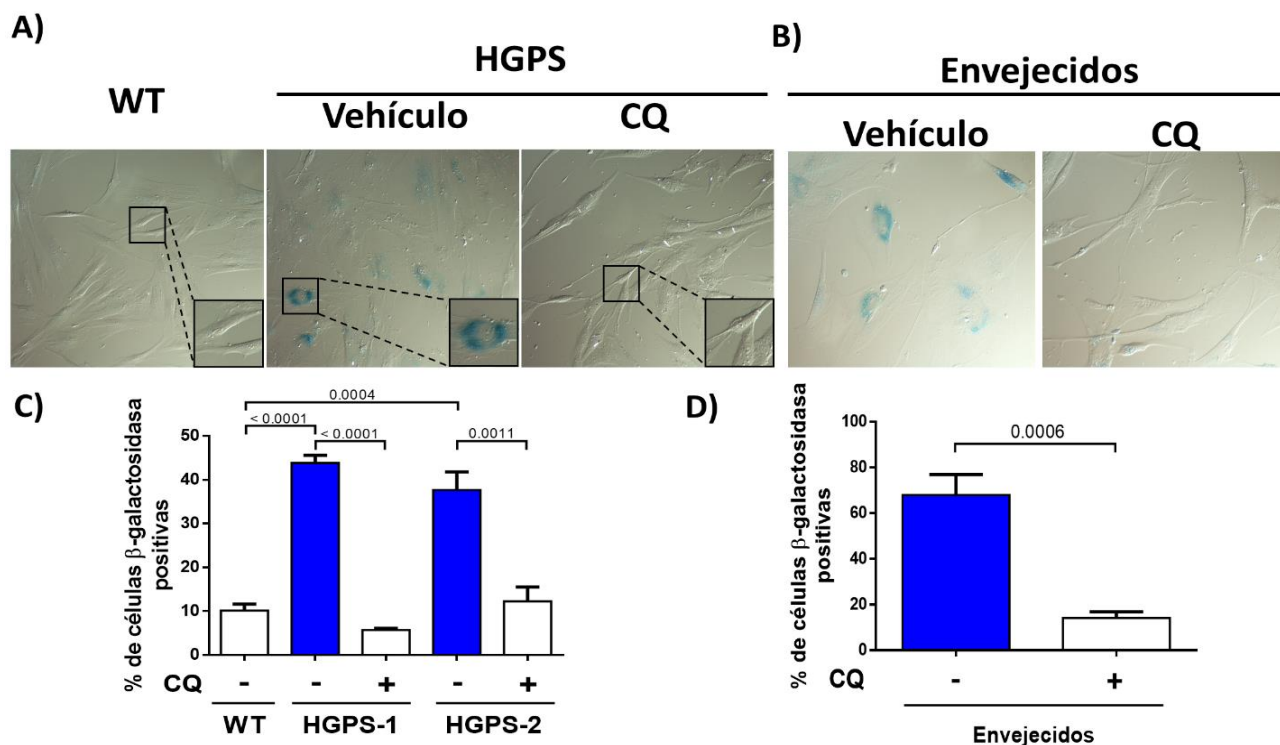 A)
HGPS
WT
Vehículo
CQ
B)
Envejecidos
Vehículo
CQ
C)
% de células β-galactosidasa
positivas
50
40
30
20
10
0
0.0004
< 0.0001
< 0.0001
0.0011
CQ - - + - +
WT HGPS-1 HGPS-2
D)
% de células β-galactosidasa
positivas
100
80
60
40
20
0
0.0006
CQ - +
Envejecidos